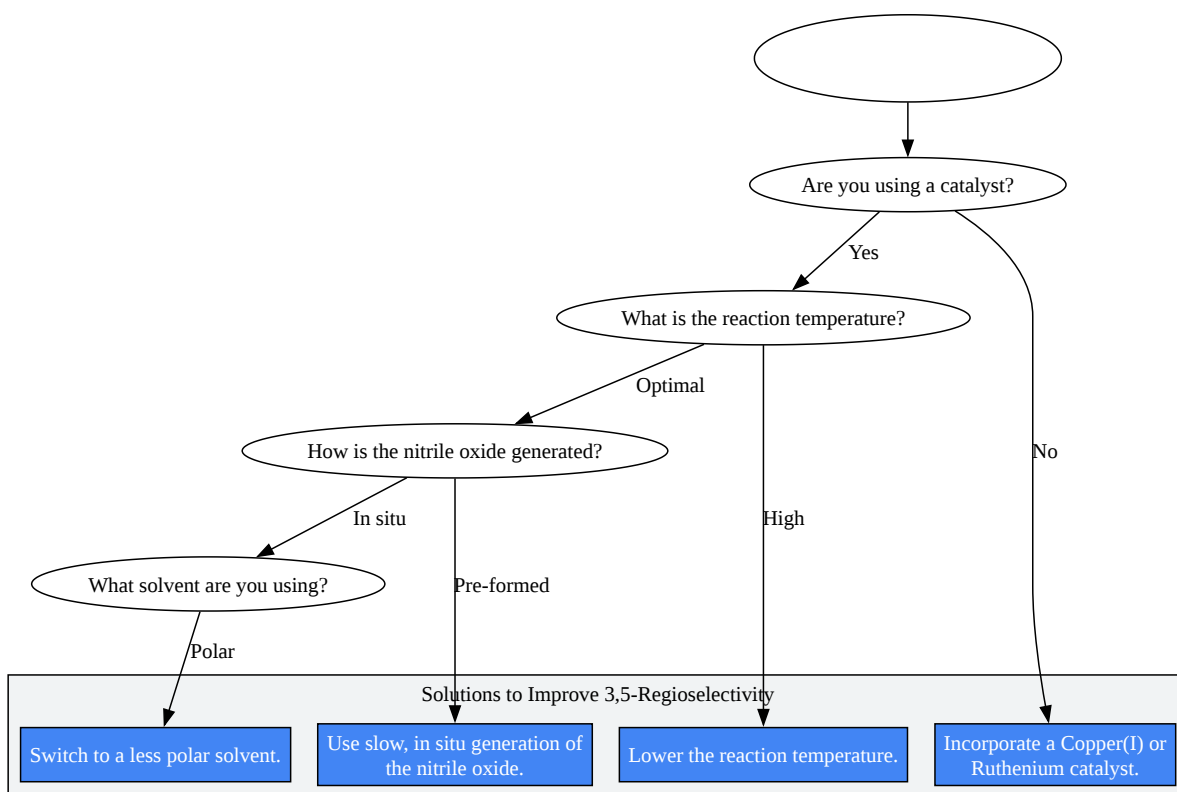 Are you using a catalyst?
Yes
What is the reaction temperature?
Optimal
How is the nitrile oxide generated?
No
In situ
High
What solvent are you using?
Pre-formed
Polar
Solutions to Improve 3,5-Regioselectivity
Switch to a less polar solvent.
Use slow, in situ generation of
the nitrile oxide.
Lower the reaction temperature.
Incorporate a Copper(I) or
Ruthenium catalyst.